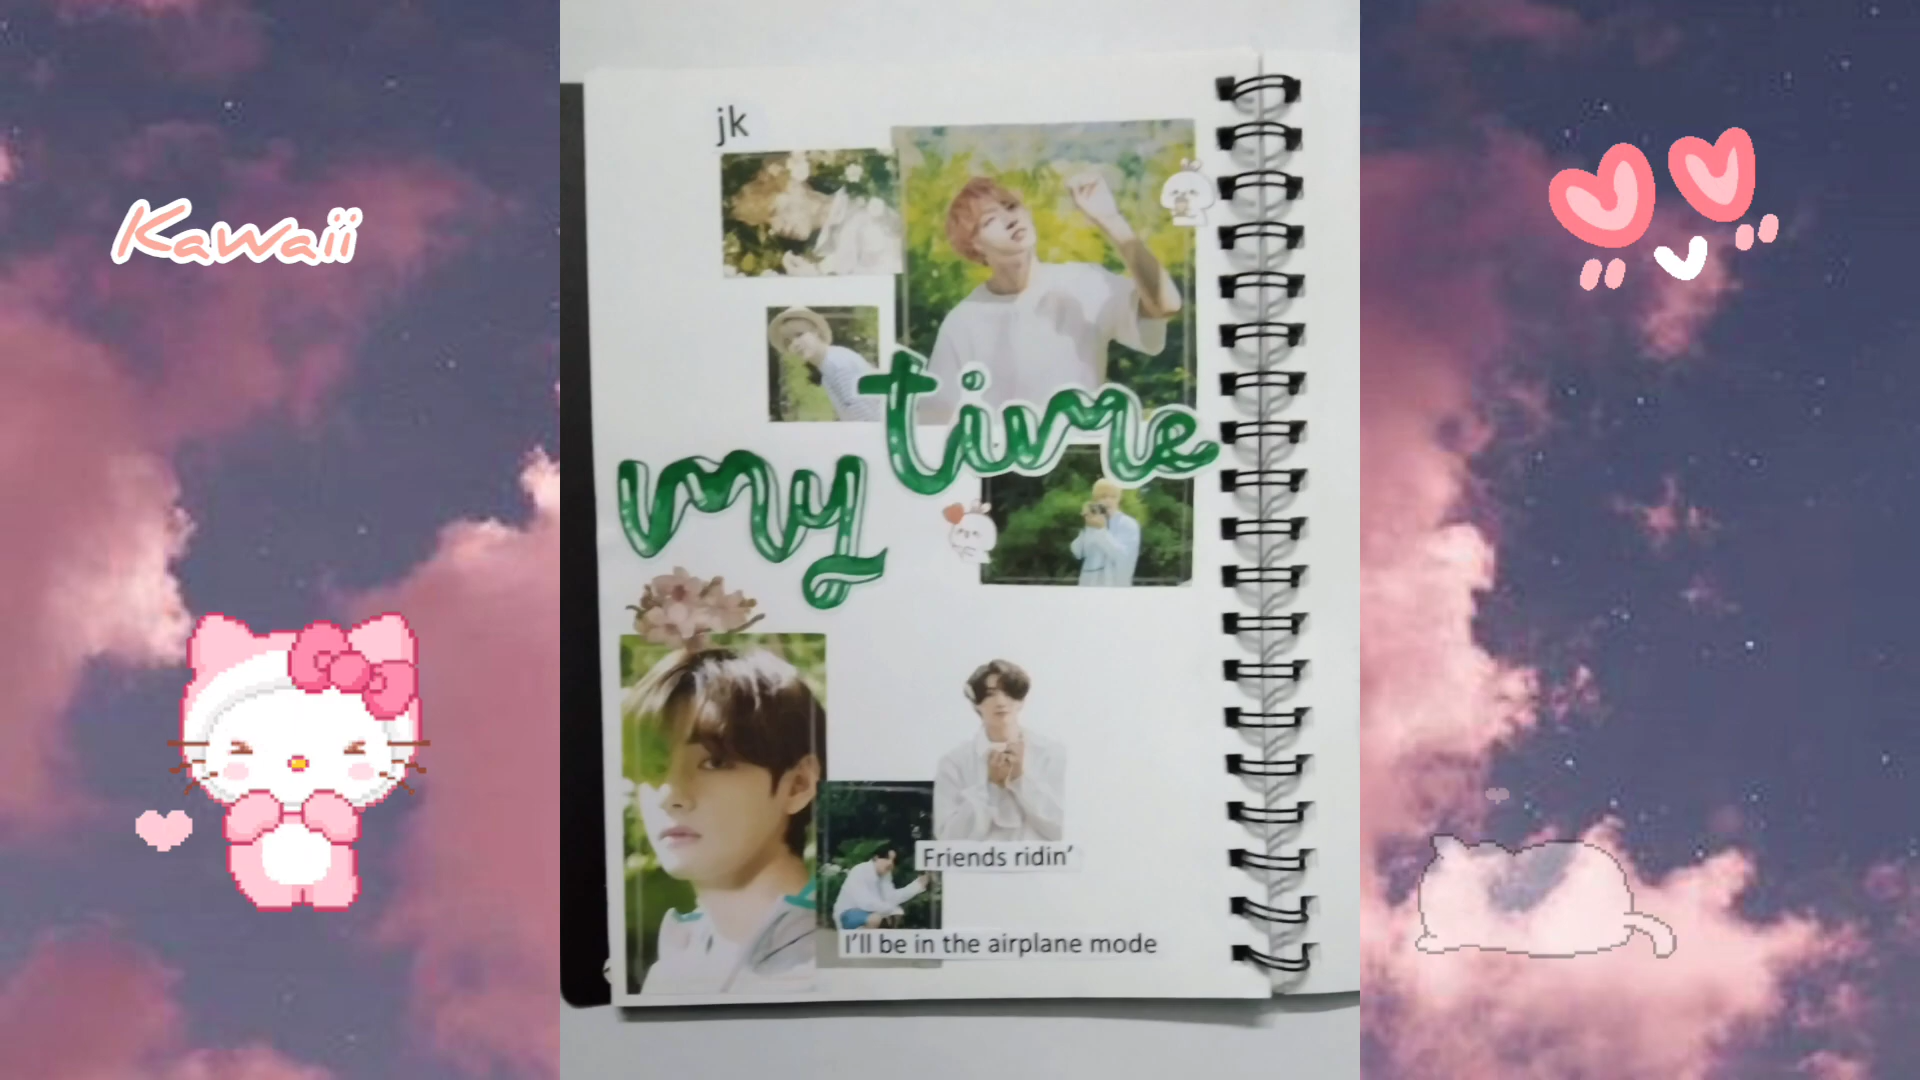 Kawaii
jk
my time
Friends ridin’
I’ll be in the airplane mode